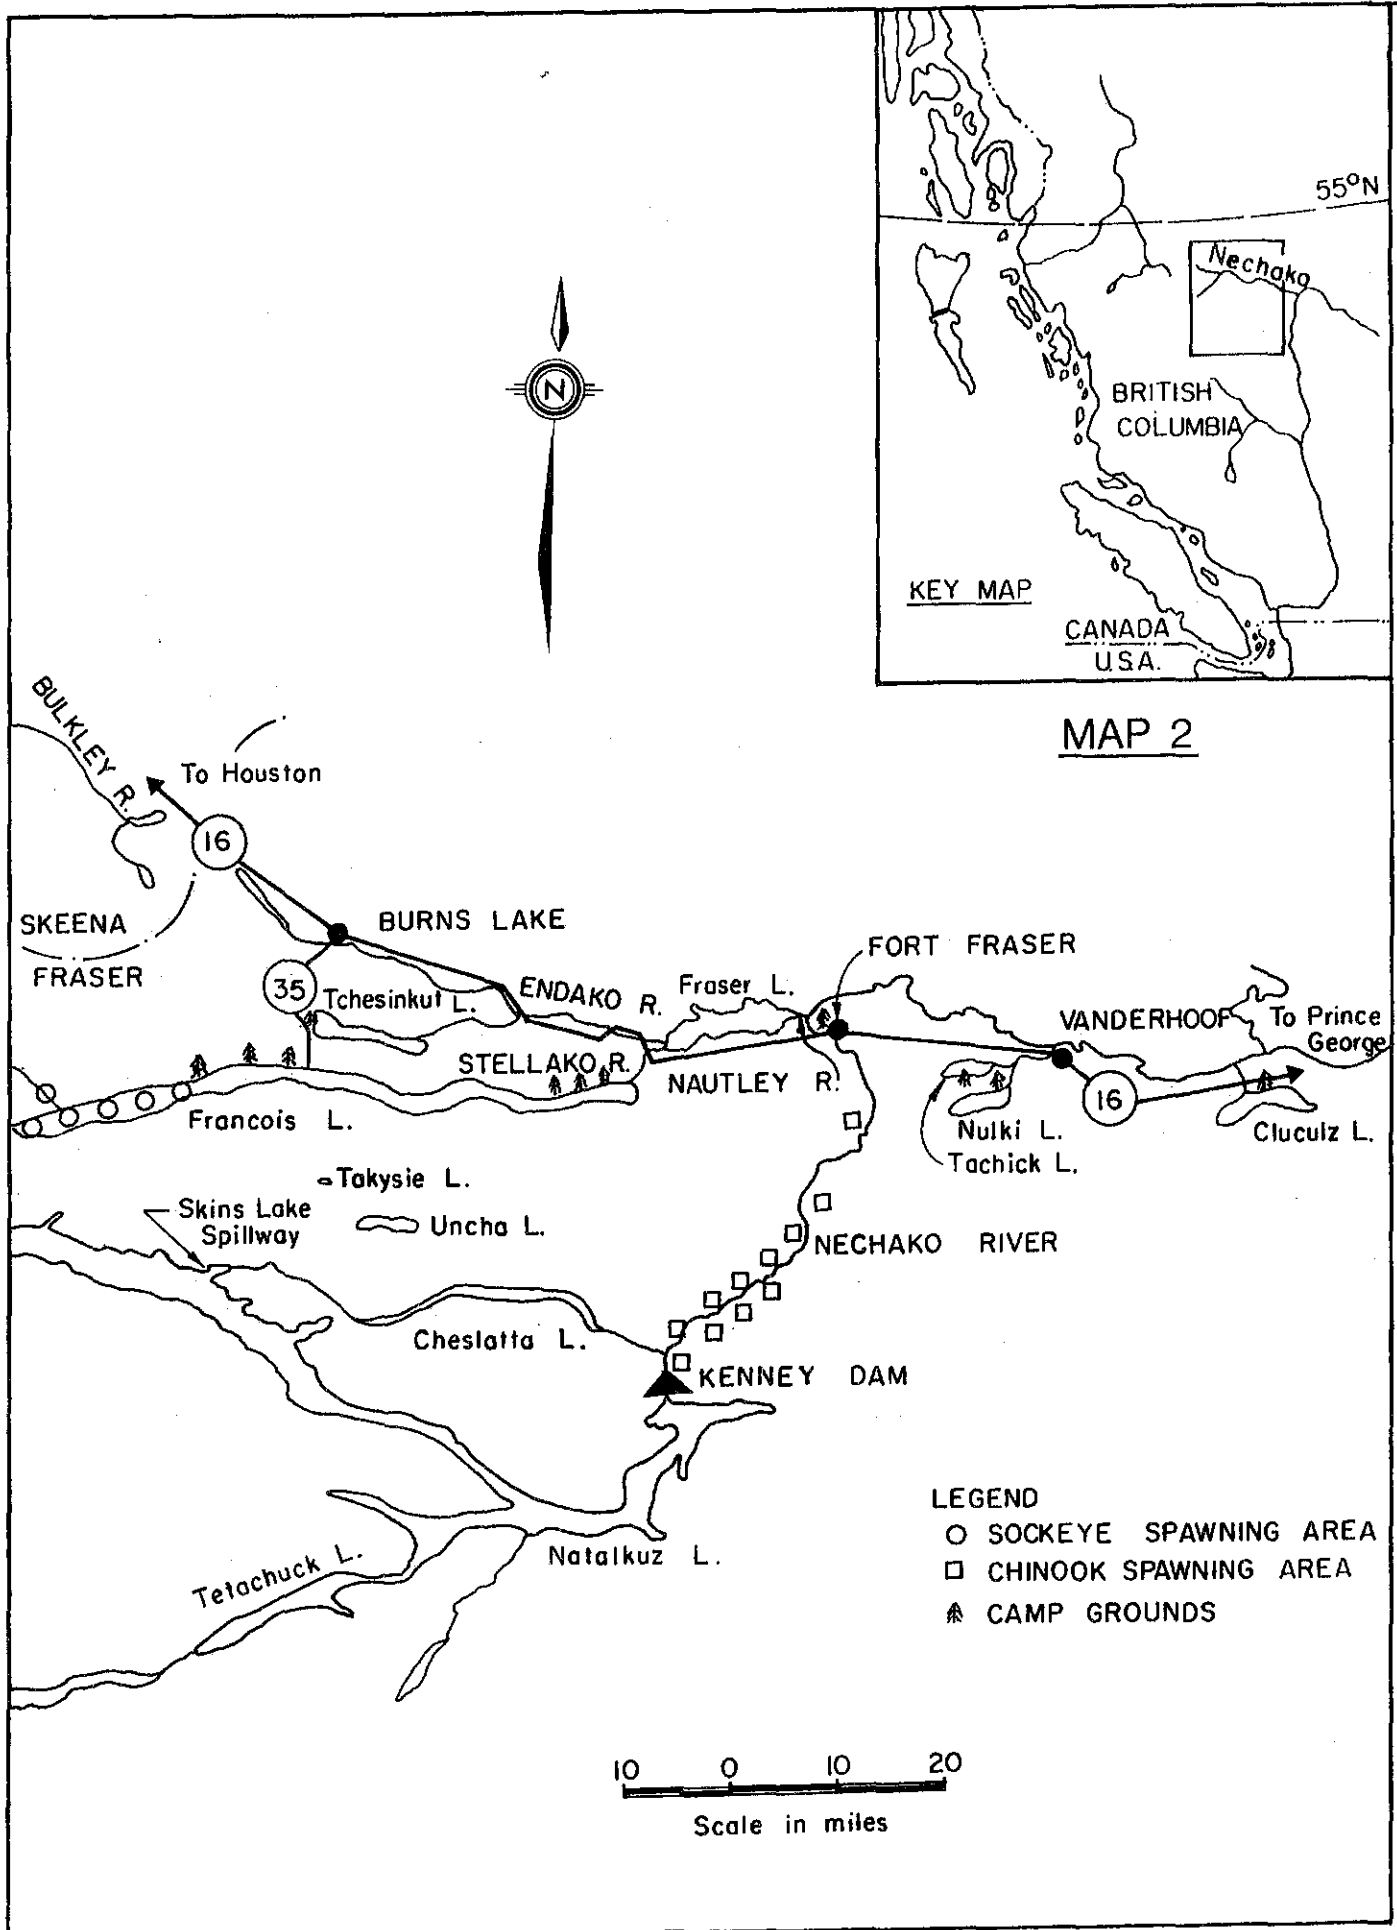 55°N
Nechako
BRITISH
COLUMBIA
KEY MAP
CANADA
U.S.A.
MAP 2
N
BULKLEY R.
To Houston
16
SKEENA
FRASER
BURNS LAKE
35
Tchesinkut L.
ENDAKO R.
Fraser L.
FORT FRASER
VANDERHOOF
To Prince
George
STELLAKO R.
NAUTLEY R.
16
Francois L.
Nulki L.
Tachick L.
Cluculz L.
Takysie L.
Skins Lake
Spillway
Uncha L.
NECHAKO RIVER
Cheslatta L.
KENNEY DAM
Natalkuz L.
Tetachuck L.
LEGEND
SOCKEYE SPAWNING AREA
CHINOOK SPAWNING AREA
CAMP GROUNDS
10 0 10 20
Scale in miles